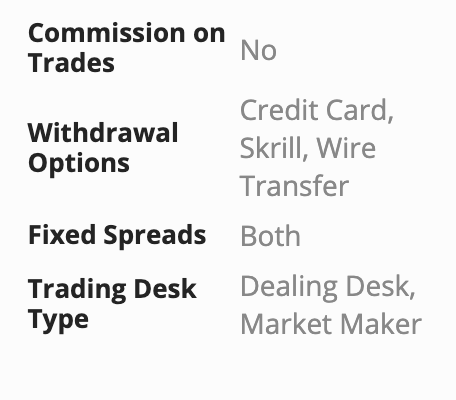 Commission on
Trades
No
Withdrawal
Options
Credit Card,
Skrill, Wire
Transfer
Fixed Spreads
Both
Trading Desk
Type
Dealing Desk,
Market Maker